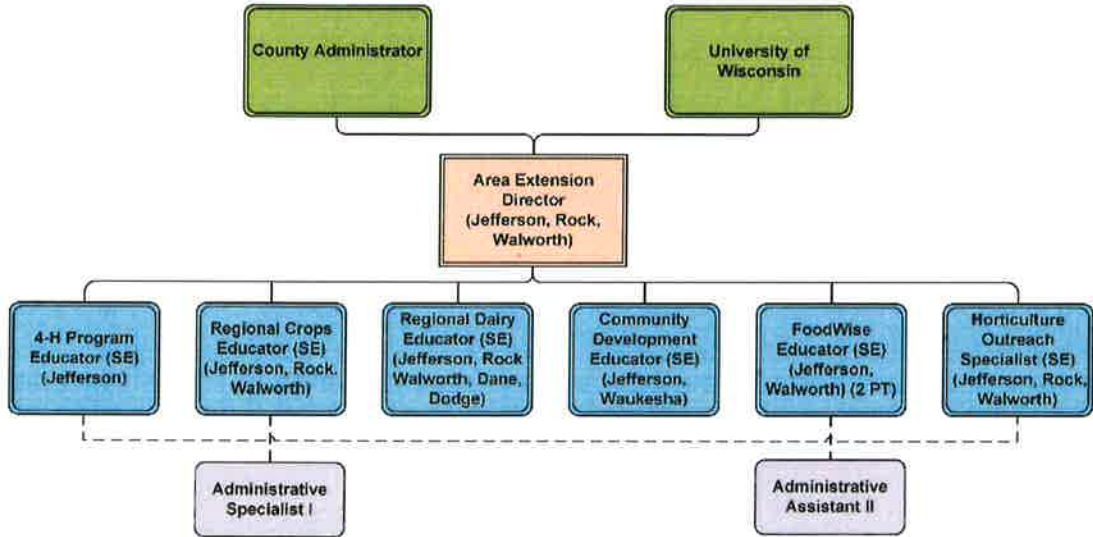 County Administrator
University of
Wisconsin
Area Extension
Director
(Jefferson, Rock,
Walworth)
4-H Program
Educator (SE)
(Jefferson)
Regional Crops
Educator (SE)
(Jefferson, Rock,
Walworth)
Regional Dairy
Educator (SE)
(Jefferson, Rock
Walworth, Dane,
Dodge)
Community
Development
Educator (SE)
(Jefferson,
Waukesha)
FoodWise
Educator (SE)
(Jefferson,
Walworth) (2 PT)
Horticulture
Outreach
Specialist (SE)
(Jefferson, Rock,
Walworth)
Administrative
Specialist I
Administrative
Assistant II